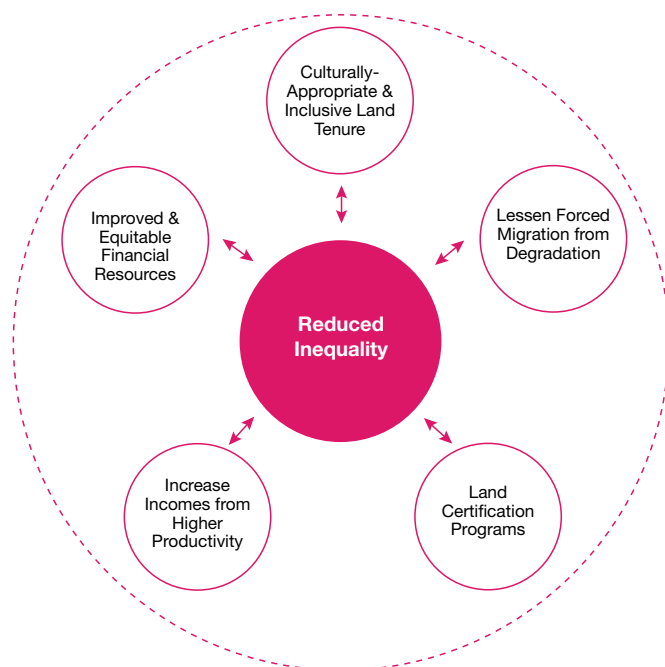 Culturally-
Appropriate &
Inclusive Land
Tenure
Improved &
Equitable
Financial
Resources
Lessen Forced
Migration from
Degradation
Reduced
Inequality
Increase
Incomes from
Higher
Productivity
Land
Certification
Programs